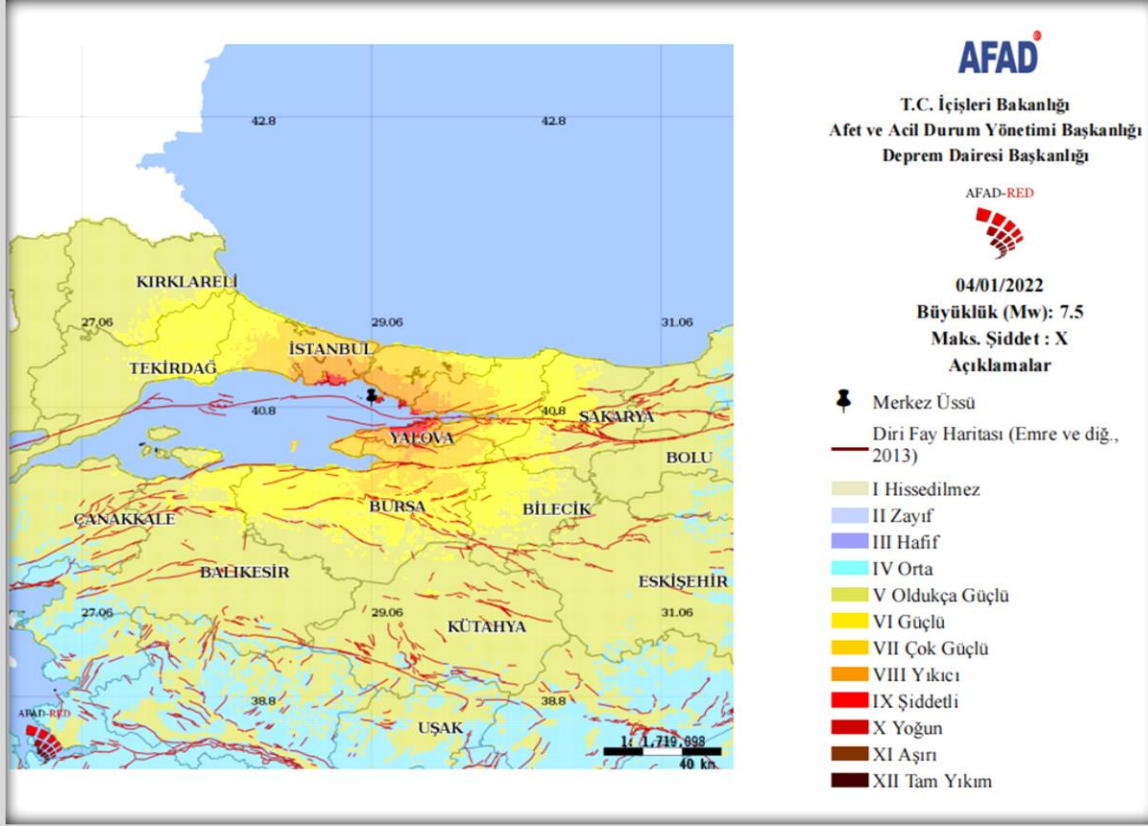 42.8
42.8
KIRKLARELİ
27.06
29.06
31.06
İSTANBUL
TEKİRDAĞ
40.8
40.8
SAKARYA
YALOVA
BOLU
BURSA
BİLECİK
ÇANAKKALE
BALIKESİR
ESKİŞEHİR
27.06
29.06
31.06
KÜTAHYA
38.8
38.8
AFAD-RED
UŞAK
1: 1,719,098
40 km
AFAD
T.C. İçişleri Bakanlığı
Afet ve Acil Durum Yönetimi Başkanlığı
Deprem Dairesi Başkanlığı
AFAD-RED
04/01/2022
Büyüklük (Mw): 7.5
Maks. Şiddet : X
Açıklamalar
Merkez Üssü
Diri Fay Haritası (Emre ve diğ.,
2013)
I Hissedilmez
II Zayıf
III Hafif
IV Orta
V Oldukça Güçlü
VI Güçlü
VII Çok Güçlü
VIII Yıkıcı
IX Şiddetli
X Yoğun
XI Aşırı
XII Tam Yıkım